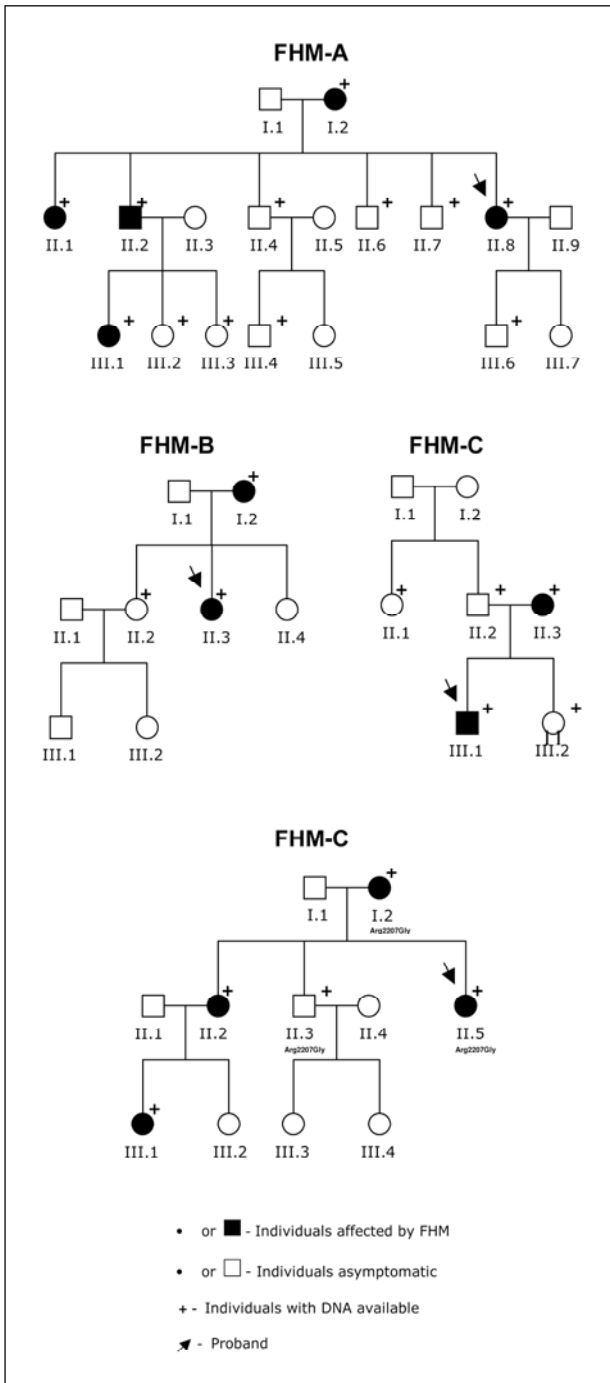 FHM-A
+
I.1 I.2
+ + + + + +
II.1 II.2 II.3 II.4 II.5 II.6 II.7 II.8 II.9
+ + + + +
III.1 III.2 III.3 III.4 III.5 III.6 III.7
FHM-B
+
I.1 I.2
+ +
II.1 II.2 II.3 II.4
III.1 III.2
FHM-C
I.1 I.2
+ + +
II.1 II.2 II.3
+ +
III.1 III.2
FHM-C
+
I.1 I.2
Arg2207Gly
+ + +
II.1 II.2 II.3 II.4 II.5
Arg2207Gly Arg2207Gly
+
III.1 III.2 III.3 III.4
• or ■ - Individuals affected by FHM
• or □ - Individuals asymptomatic
+ - Individuals with DNA available
- Proband